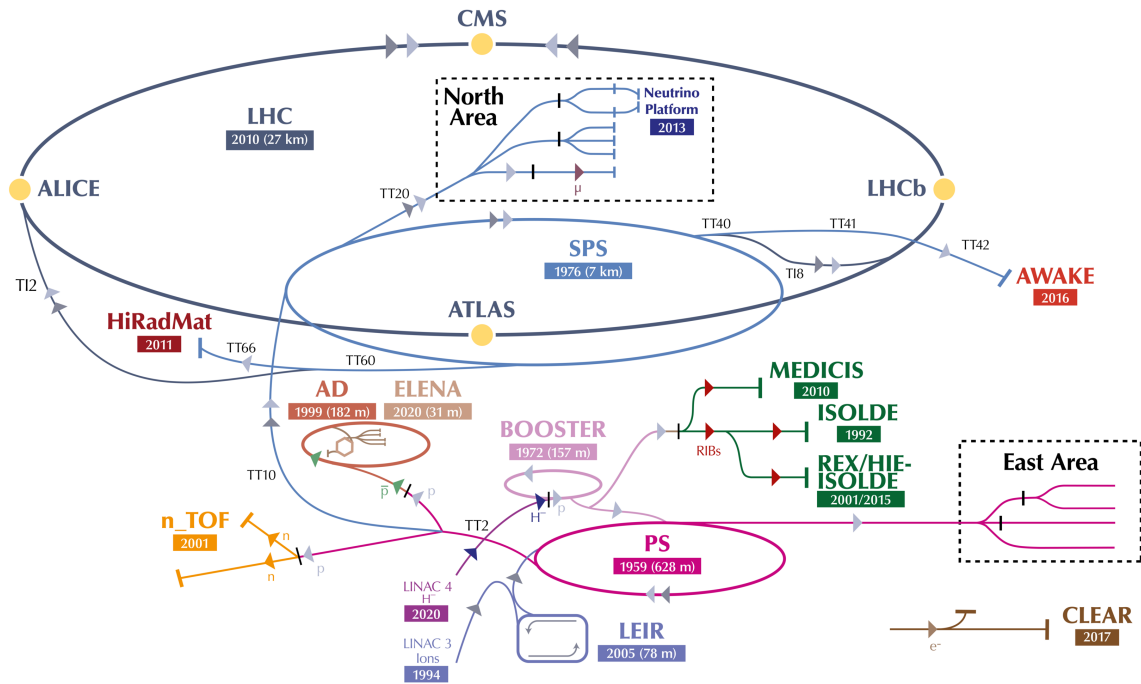 CMS
North
Area
Neutrino
Platform
2013
LHC
2010 (27 km)
μ
ALICE
LHCb
TT20
TT40
TT41
TT42
SPS
1976 (7 km)
TI8
AWAKE
2016
TI2
ATLAS
HiRadMat
2011
TT66
TT60
MEDICIS
2010
AD
1999 (182 m)
ELENA
2020 (31 m)
ISOLDE
1992
BOOSTER
1972 (157 m)
RIBs
REX/HIE-
ISOLDE
2001/2015
East Area
TT10
p̅
p
TT2
H⁻
p
n_TOF
2001
n
n
p
PS
1959 (628 m)
LINAC 4
H⁻
2020
LINAC 3
Ions
1994
LEIR
2005 (78 m)
e-
CLEAR
2017